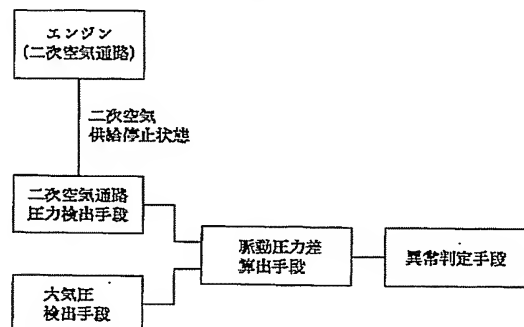 エンジン
(二次空気通路)
二次空気
供給停止状態
二次空気通路
圧力検出手段
脈動圧力差
算出手段
異常判定手段
大気圧
検出手段